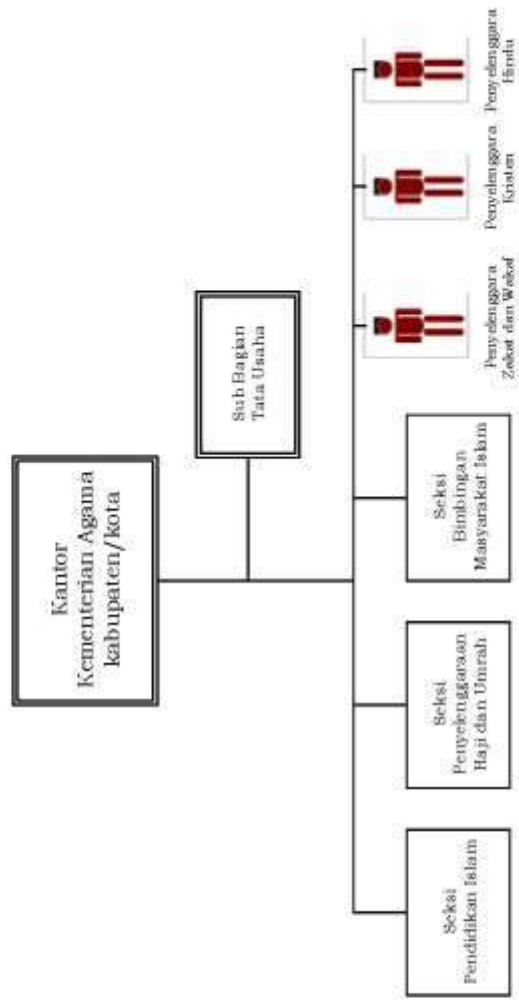 Kantor
Kementerian Agama
kabupaten/kota
Sub Bagian
Tata Usaha
Seksi
Pendidikan Islam
Seksi
Penyelenggaraan
Haji dan Umrah
Seksi
Bimbingan
Masyarakat Islam
Penyelenggara
Zakat dan Wakaf
Penyelenggara
Kristen
Penyelenggara
Hindu